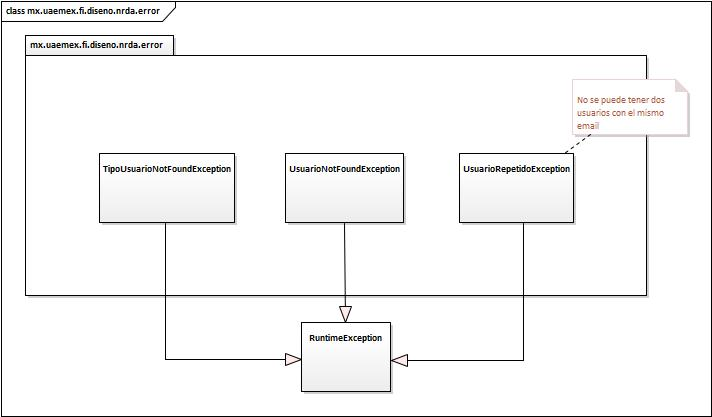 class mx.uaemex.fi.diseno.nrda.error
mx.uaemex.fi.diseno.nrda.error
No se puede tener dos
usuarios con el mismo
email
TipoUsuarioNotFoundException
UsuarioNotFoundException
UsuarioRepetidoException
RuntimeException